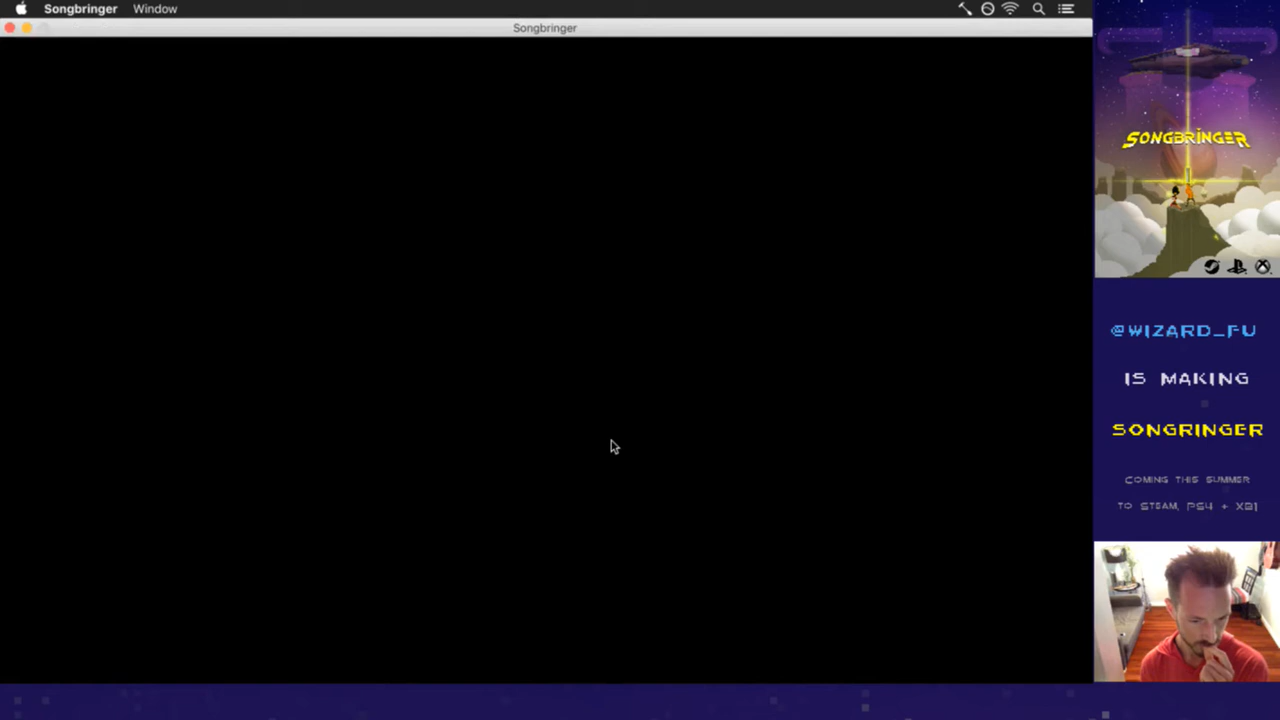 Songbringer Window
Songbringer
SONGBRINGER
@WIZARD_FU
IS MAKING
SONGRINGER
COMING THIS SUMMER
TO STEAM, PS4 + XB1